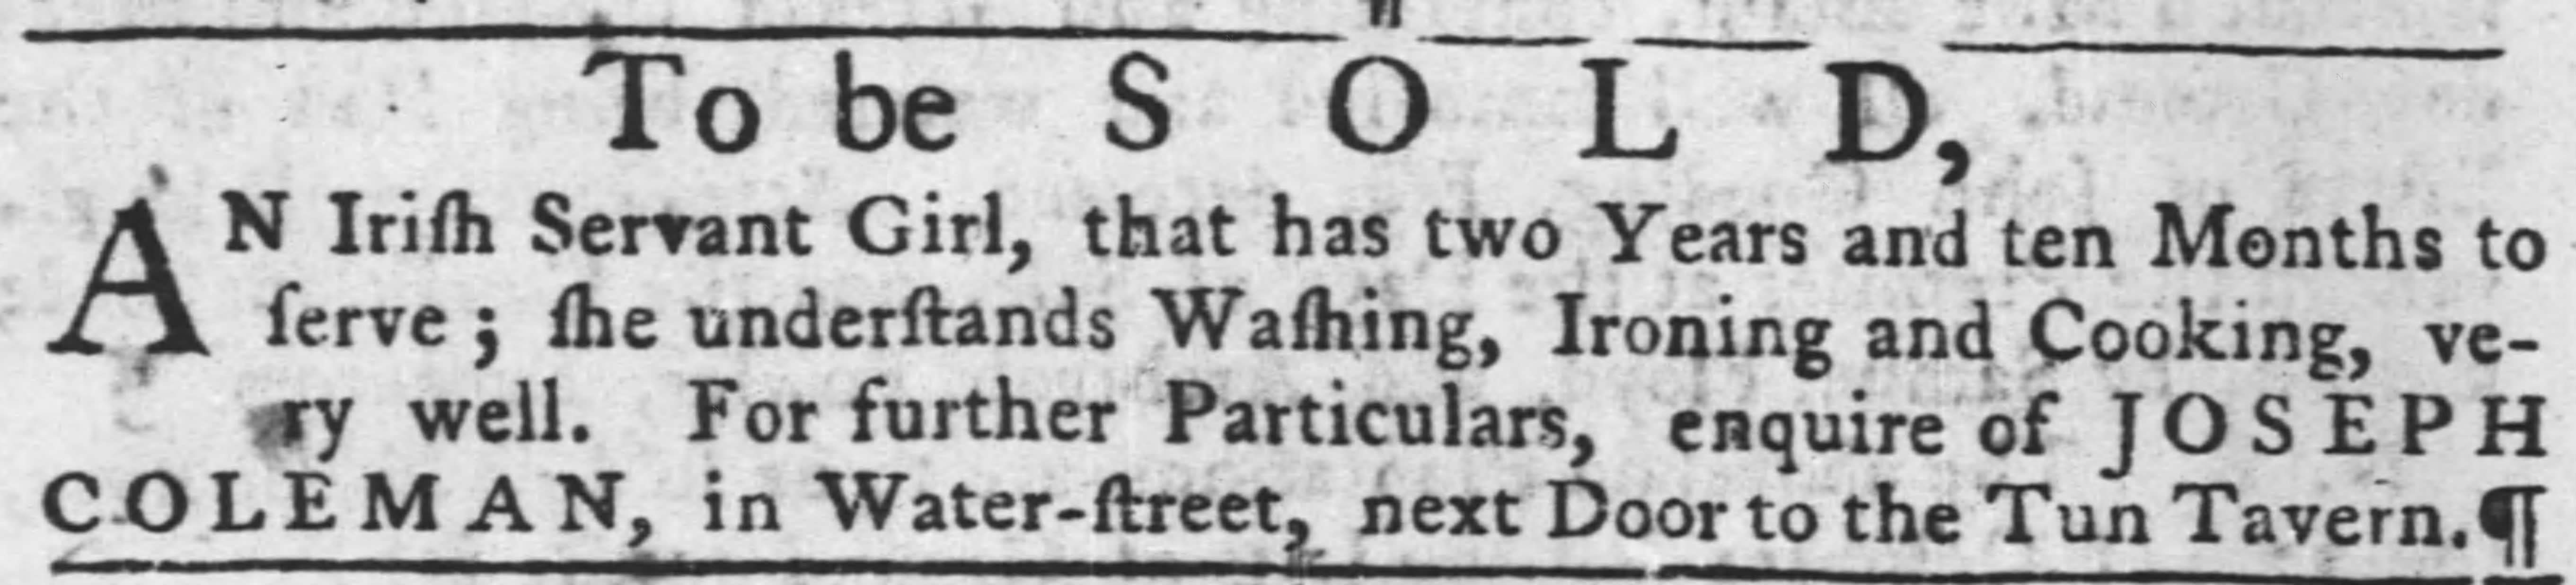 To be SOLD,
AN Iriſh Servant Girl, that has two Years and ten Months to
ſerve; ſhe underſtands Waſhing, Ironing and Cooking, ve-
ry well. For further Particulars, enquire of JOSEPH
COLEMAN, in Water-ſtreet, next Door to the Tun Tavern.¶